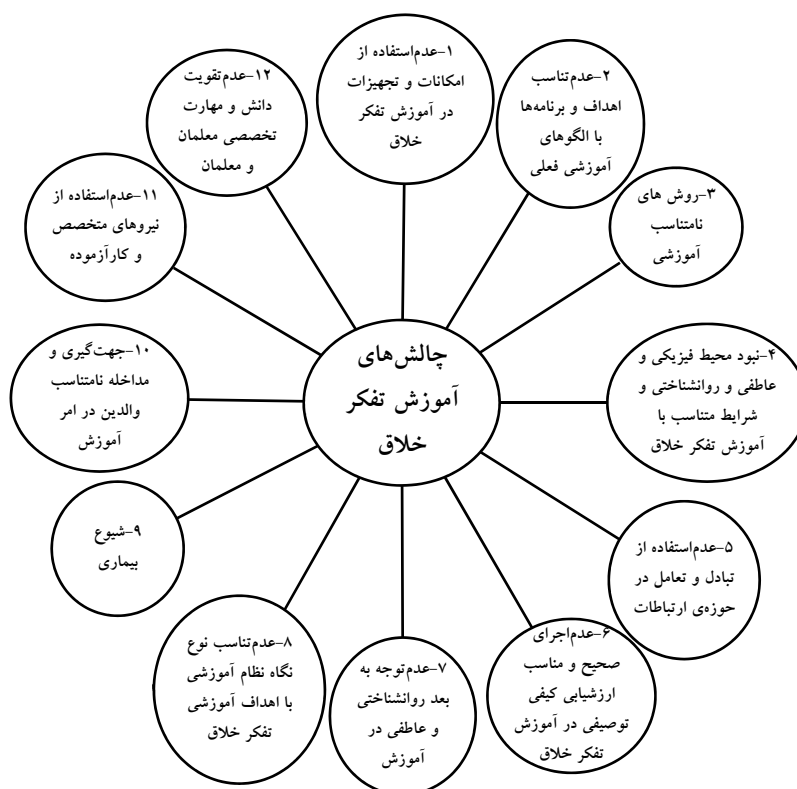 چالش‌های
آموزش تفکر
خلاق
۱-عدم‌استفاده از
امکانات و تجهیزات
در آموزش تفکر
خلاق
۲-عدم‌تناسب
اهداف و برنامه‌ها
با الگوهای
آموزشی فعلی
۳-روش های
نامتناسب
آموزشی
۴-نبود محیط فیزیکی و
عاطفی و روانشناختی و
شرایط متناسب با
آموزش تفکر خلاق
۵-عدم‌استفاده از
تبادل و تعامل در
حوزه‌ی ارتباطات
۶-عدم‌اجرای
صحیح و مناسب
ارزشیابی کیفی
توصیفی در آموزش
تفکر خلاق
۷-عدم‌توجه به
بعد روانشناختی
و عاطفی در
آموزش
۸-عدم‌تناسب نوع
نگاه نظام آموزشی
با اهداف آموزشی
تفکر خلاق
۹-شیوع
بیماری
۱۰-جهت‌گیری و
مداخله نامتناسب
والدین در امر
آموزش
۱۱-عدم‌استفاده از
نیروهای متخصص
و کارآزموده
۱۲-عدم‌تقویت
دانش و مهارت
تخصصی معلمان
و معلمان